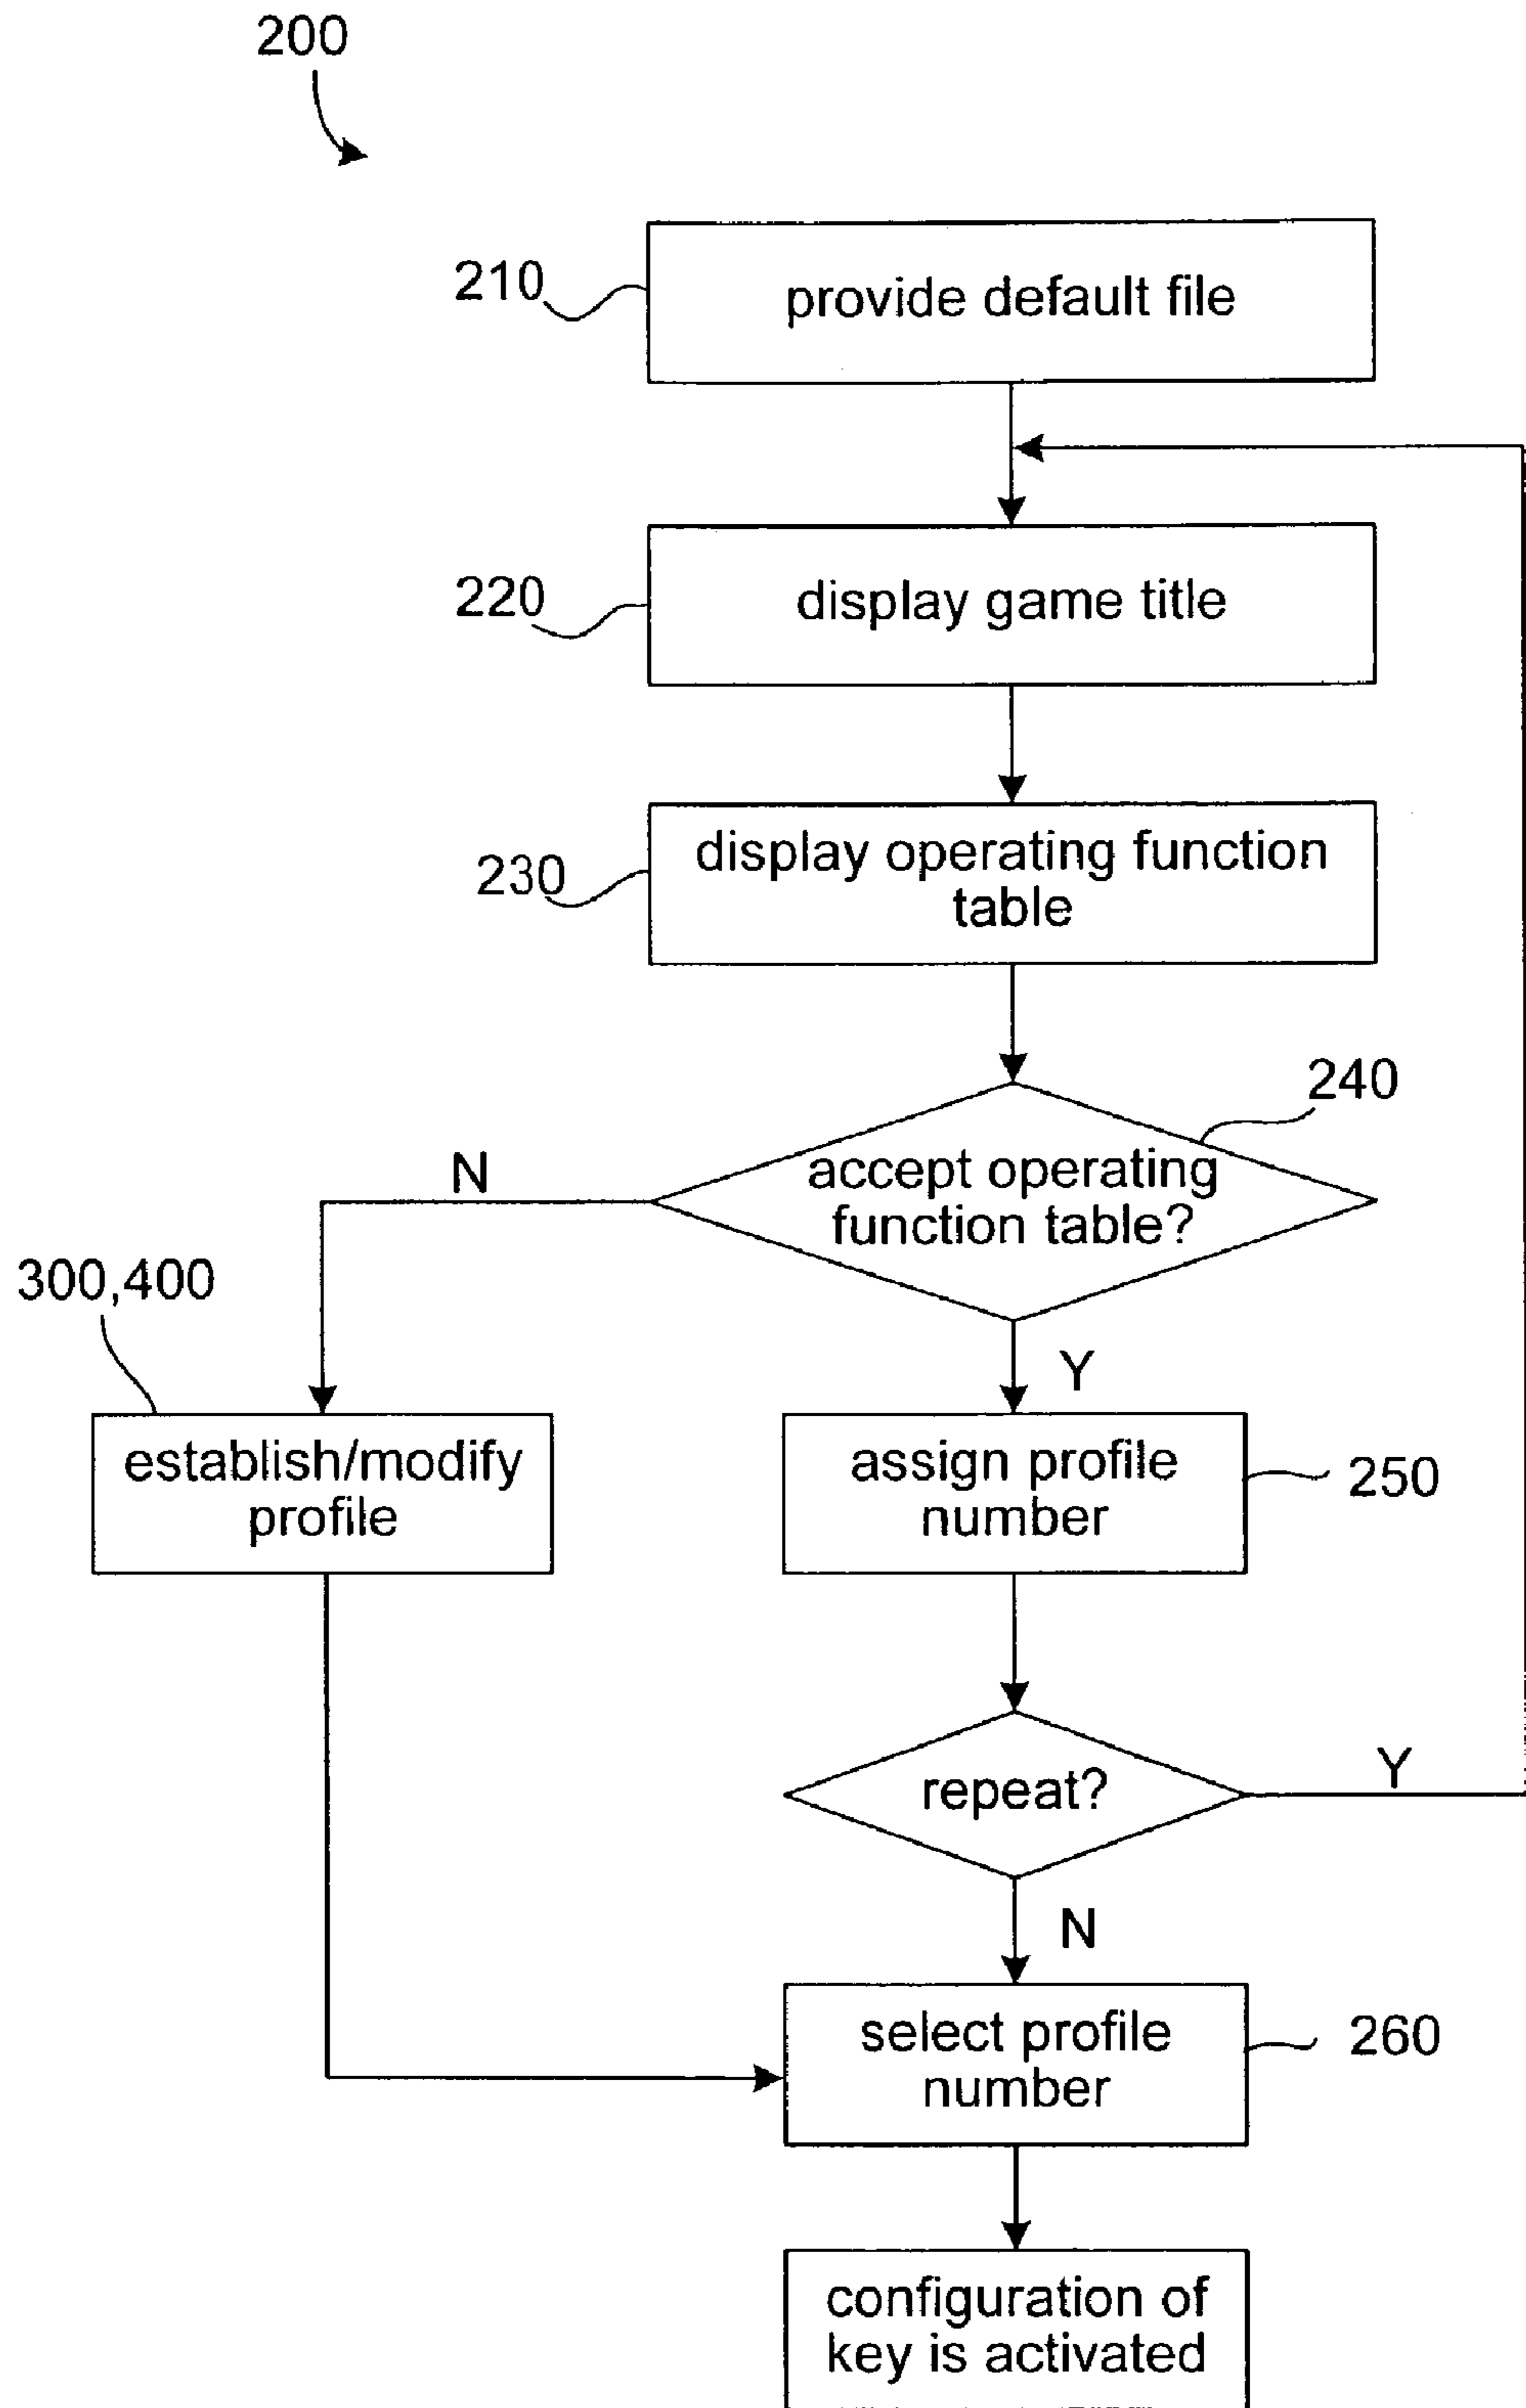 200
210
provide default file
220
display game title
230
display operating function
table
240
accept operating
function table?
N
Y
300,400
establish/modify
profile
assign profile
number
250
repeat?
Y
N
select profile
number
260
configuration of
key is activated